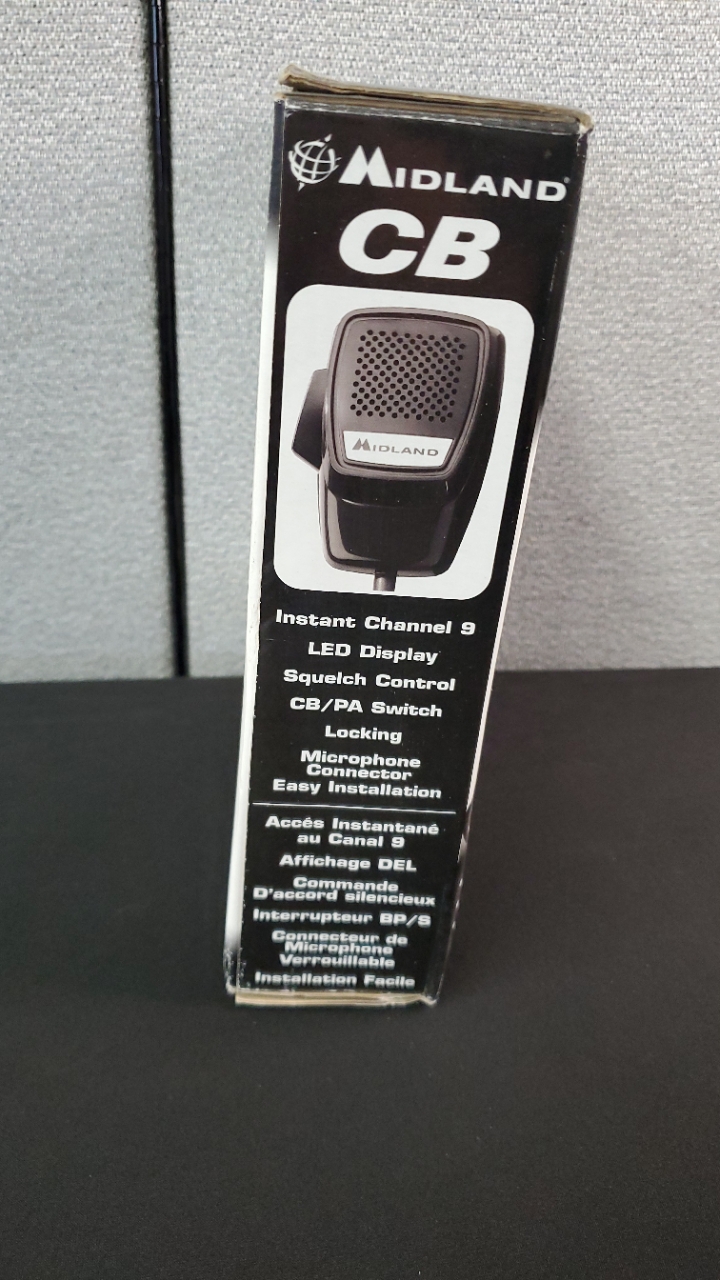 MIDLAND®
CB
MIDLAND
Instant Channel 9
LED Display
Squelch Control
CB/PA Switch
Locking
Microphone
Connector
Easy Installation
Accés Instantané
au Canal 9
Affichage DEL
Commande
D'accord silencieux
Interrupteur BP/S
Connecteur de
Microphone
Verrouillable
Installation Facile